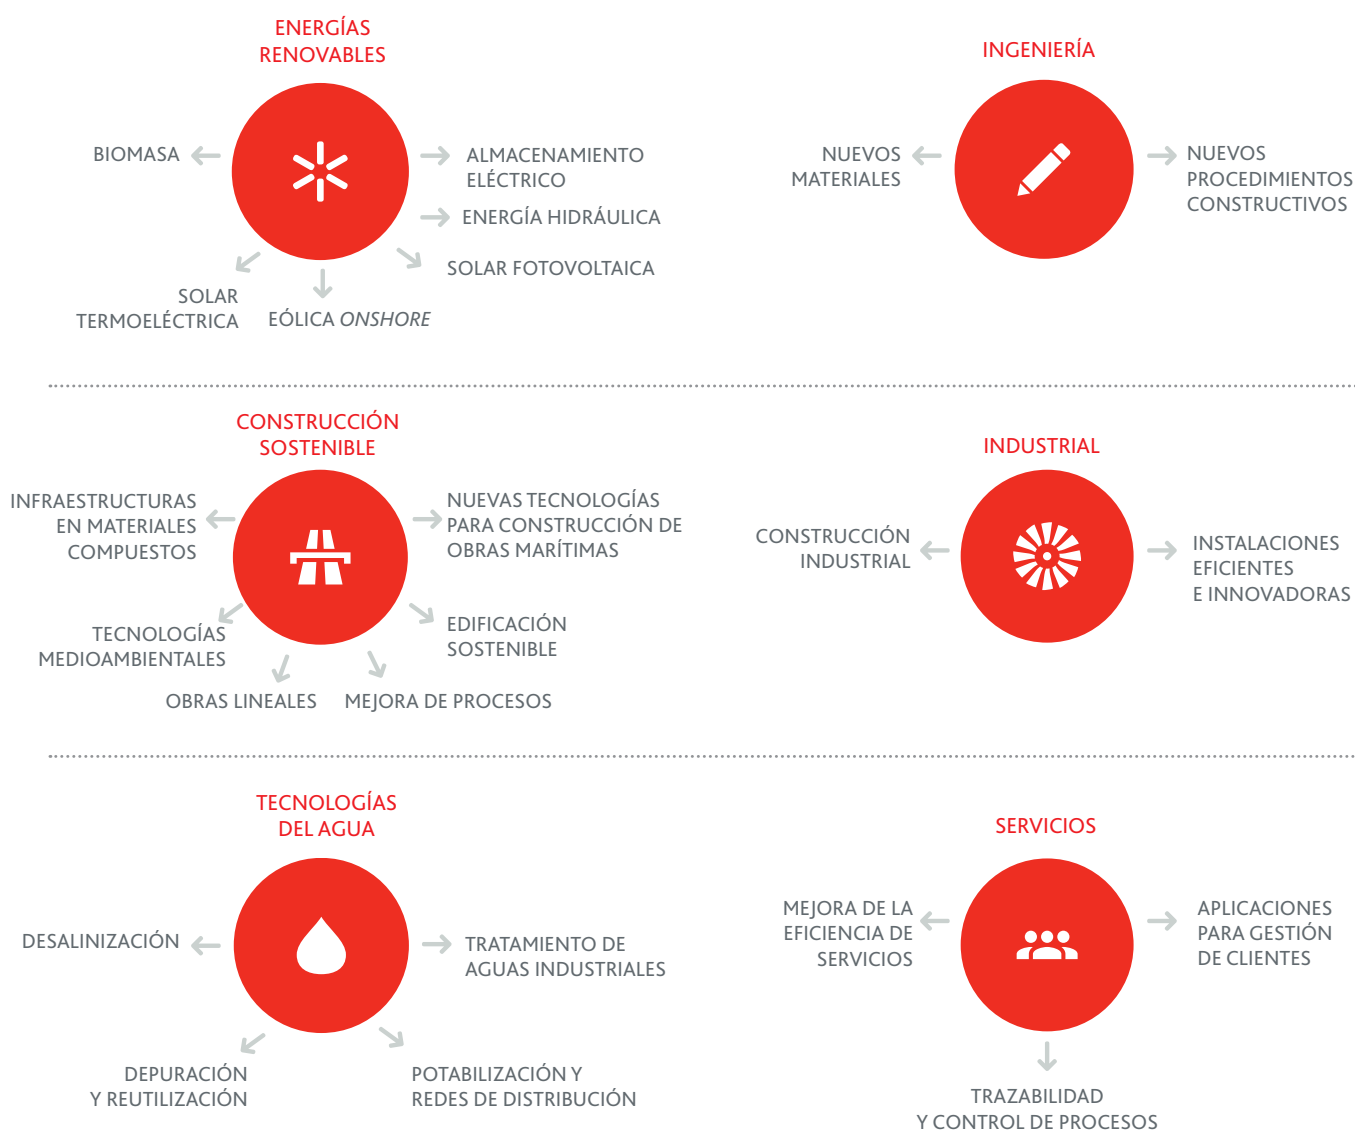 ENERGÍAS
RENOVABLES
BIOMASA
ALMACENAMIENTO
ELÉCTRICO
ENERGÍA HIDRÁULICA
SOLAR FOTOVOLTAICA
EÓLICA ONSHORE
SOLAR
TERMOELÉCTRICA
INGENIERÍA
NUEVOS
MATERIALES
NUEVOS
PROCEDIMIENTOS
CONSTRUCTIVOS
CONSTRUCCIÓN
SOSTENIBLE
INFRAESTRUCTURAS
EN MATERIALES
COMPUESTOS
NUEVAS TECNOLOGÍAS
PARA CONSTRUCCIÓN DE
OBRAS MARÍTIMAS
EDIFICACIÓN
SOSTENIBLE
MEJORA DE PROCESOS
OBRAS LINEALES
TECNOLOGÍAS
MEDIOAMBIENTALES
INDUSTRIAL
CONSTRUCCIÓN
INDUSTRIAL
INSTALACIONES
EFICIENTES
E INNOVADORAS
TECNOLOGÍAS
DEL AGUA
DESALINIZACIÓN
TRATAMIENTO DE
AGUAS INDUSTRIALES
POTABILIZACIÓN Y
REDES DE DISTRIBUCIÓN
DEPURACIÓN
Y REUTILIZACIÓN
SERVICIOS
MEJORA DE LA
EFICIENCIA DE
SERVICIOS
APLICACIONES
PARA GESTIÓN
DE CLIENTES
TRAZABILIDAD
Y CONTROL DE PROCESOS